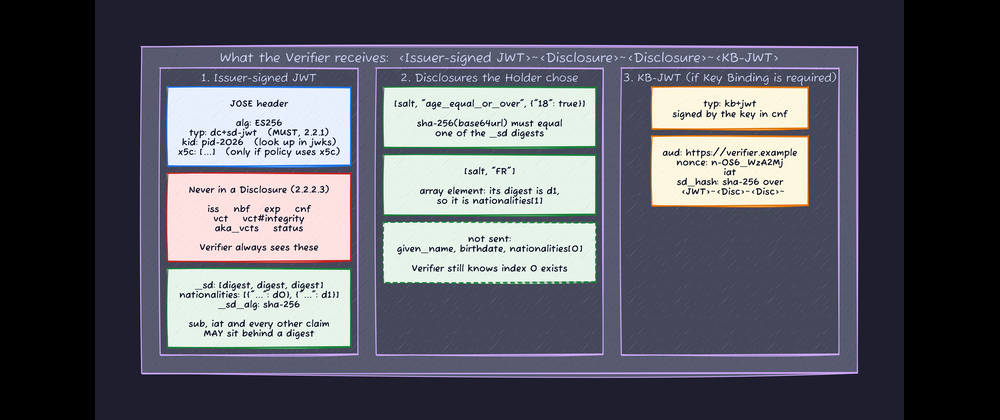 What the Verifier receives: <Issuer-signed JWT>~<Disclosure>~<Disclosure>~<KB-JWT>
1. Issuer-signed JWT
JOSE header
alg: ES256
typ: dc+sd-jwt (MUST, 2.2.1)
kid: pid-2026 (look up in jwks)
x5c: [...] (only if policy uses x5c)
Never in a Disclosure (2.2.2.3)
iss nbf exp cnf
vct vct#integrity
aka_vcts status
Verifier always sees these
_sd: [digest, digest, digest]
nationalities: [{"...": d0}, {"...": d1}]
_sd_alg: sha-256
sub, iat and every other claim
MAY sit behind a digest
2. Disclosures the Holder chose
[salt, "age_equal_or_over", {"18": true}]
sha-256(base64url) must equal
one of the _sd digests
[salt, "FR"]
array element: its digest is d1,
so it is nationalities[1]
not sent:
given_name, birthdate, nationalities[0]
Verifier still knows index 0 exists
3. KB-JWT (if Key Binding is required)
typ: kb+jwt
signed by the key in cnf
aud: https://verifier.example
nonce: n-0S6_WzA2Mj
iat
sd_hash: sha-256 over
<JWT>~<Disc>~<Disc>~